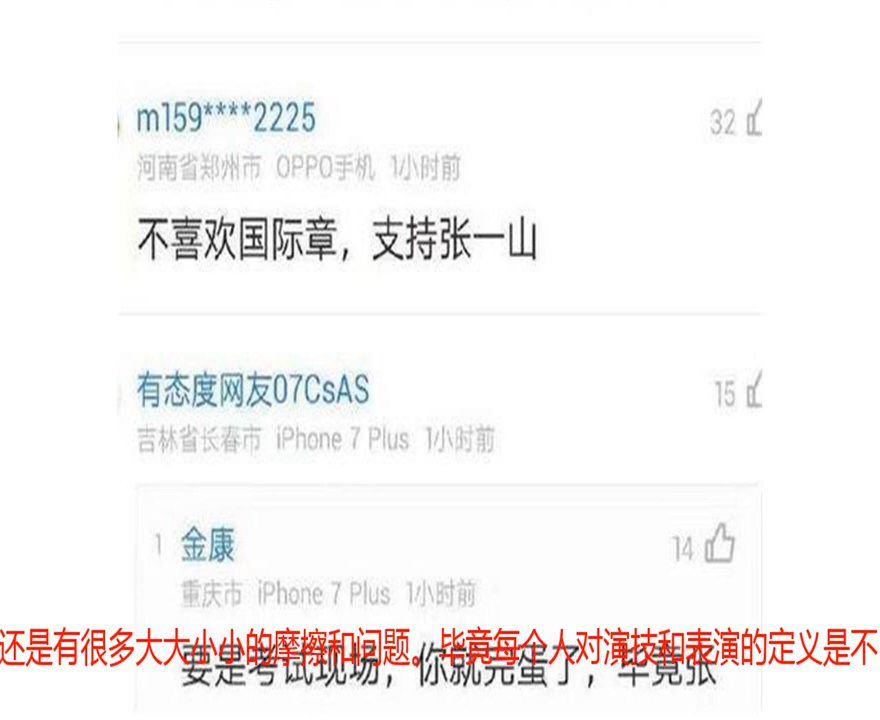 m159****2225
32
河南省郑州市 OPPO手机 1小时前
不喜欢国际章，支持张一山
有态度网友07CsAS
15
吉林省长春市 iPhone 7 Plus 1小时前
1 金康
14
重庆市 iPhone 7 Plus 1小时前
还是有很多大大小小的摩擦和问题。毕竟每个人对演技和表演的定义是不
要是考试现场，你就完蛋了，毕竟张